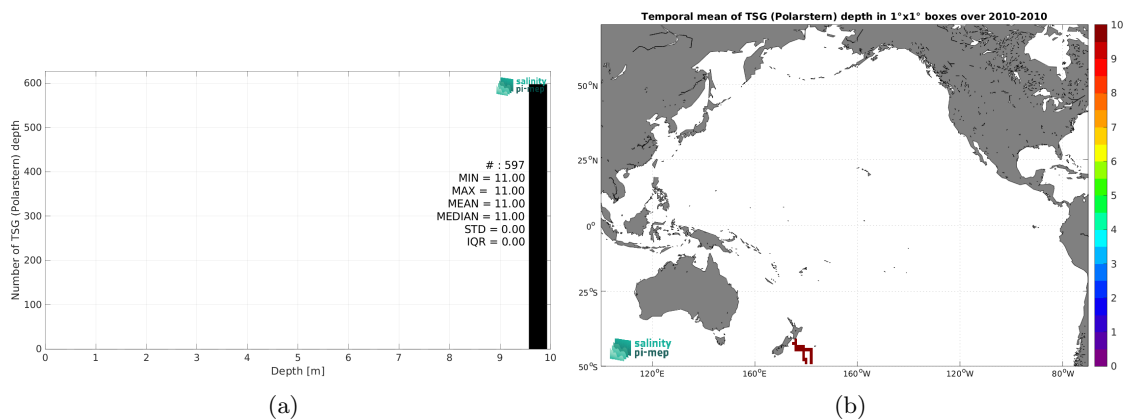 600
500
400
300
200
100
0
Number of TSG (Polarstern) depth
salinity
pi-mep
# : 597
MIN = 11.00
MAX = 11.00
MEAN = 11.00
MEDIAN = 11.00
STD = 0.00
IQR = 0.00
0 1 2 3 4 5 6 7 8 9 10
Depth [m]
(a)
Temporal mean of TSG (Polarstern) depth in 1°x1° boxes over 2010-2010
50°N
25°N
0°
25°S
50°S
120°E 160°E 160°W 120°W 80°W
salinity
pi-mep
10
9
8
7
6
5
4
3
2
1
0
(b)